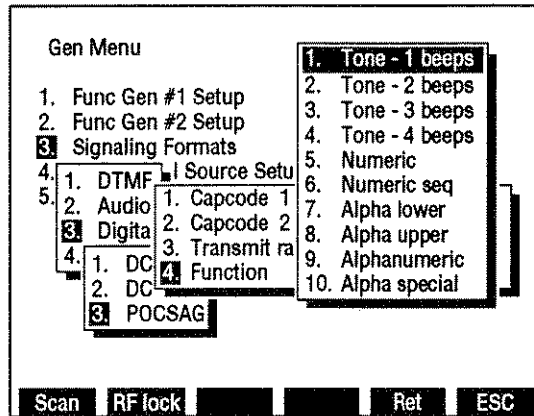 Gen Menu
1. Func Gen #1 Setup
2. Func Gen #2 Setup
3. Signaling Formats
4. l Source Setu
5.
1. DTMF
2. Audio
3. Digita
4.
1. DC
2. DC
3. POCSAG
1. Capcode 1
2. Capcode 2
3. Transmit ra
4. Function
1. Tone - 1 beeps
2. Tone - 2 beeps
3. Tone - 3 beeps
4. Tone - 4 beeps
5. Numeric
6. Numeric seq
7. Alpha lower
8. Alpha upper
9. Alphanumeric
10. Alpha special
Scan RF lock Ret ESC